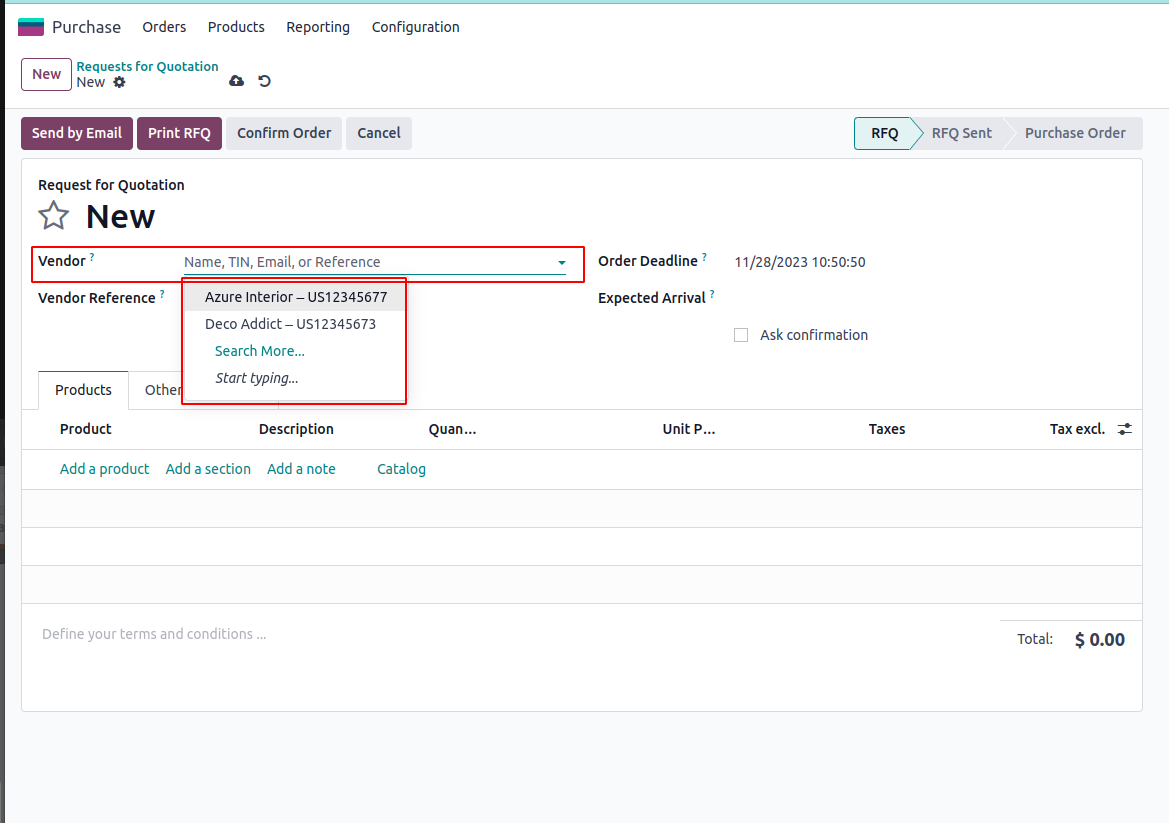 Purchase Orders Products Reporting Configuration
New Requests for Quotation
New
Send by Email Print RFQ Confirm Order Cancel RFQ RFQ Sent Purchase Order
Request for Quotation
New
Vendor ? Name, TIN, Email, or Reference Order Deadline ? 11/28/2023 10:50:50
Vendor Reference ? Azure Interior – US12345677 Expected Arrival ?
Deco Addict – US12345673
Ask confirmation
Search More...
Start typing...
Products Other
Product Description Quan... Unit P... Taxes Tax excl.
Add a product Add a section Add a note Catalog
Define your terms and conditions ...
Total: $ 0.00